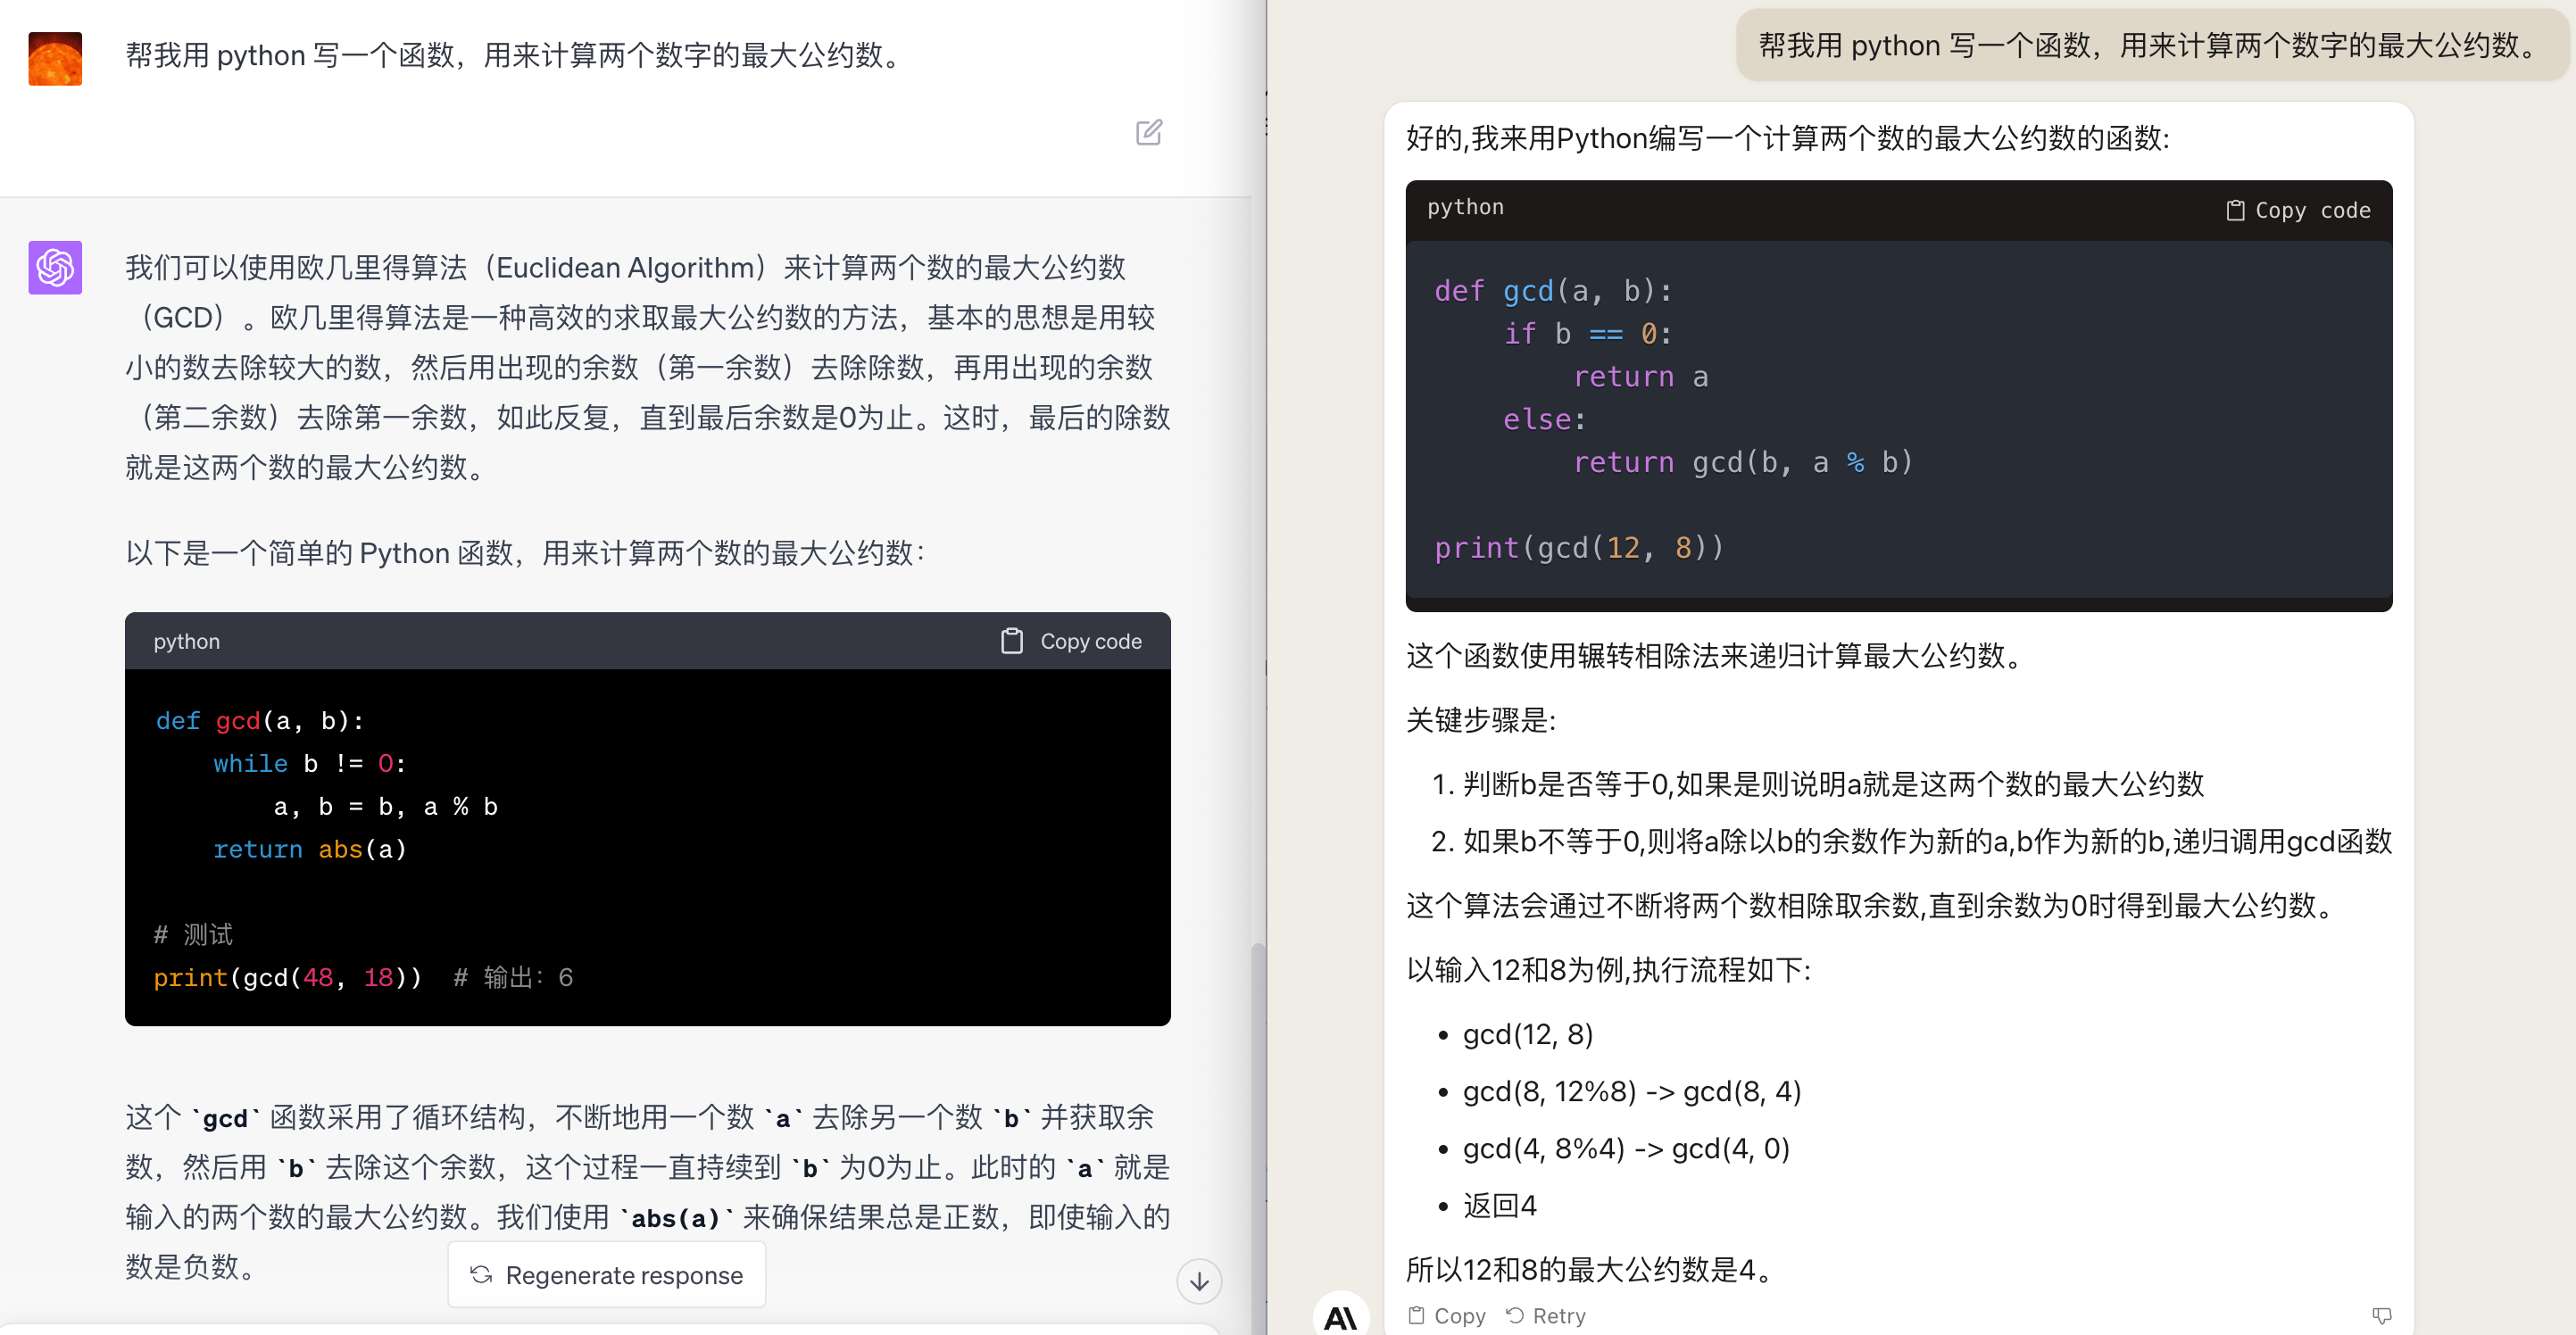 帮我用 python 写一个函数，用来计算两个数字的最大公约数。
我们可以使用欧几里得算法（Euclidean Algorithm）来计算两个数的最大公约数
（GCD）。欧几里得算法是一种高效的求取最大公约数的方法，基本的思想是用较
小的数去除较大的数，然后用出现的余数（第一余数）去除除数，再用出现的余数
（第二余数）去除第一余数，如此反复，直到最后余数是0为止。这时，最后的除数
就是这两个数的最大公约数。
以下是一个简单的 Python 函数，用来计算两个数的最大公约数：
python
Copy code
def gcd(a, b):
    while b != 0:
        a, b = b, a % b
    return abs(a)
# 测试
print(gcd(48, 18))  # 输出：6
这个 `gcd` 函数采用了循环结构，不断地用一个数 `a` 去除另一个数 `b` 并获取余
数，然后用 `b` 去除这个余数，这个过程一直持续到 `b` 为0为止。此时的 `a` 就是
输入的两个数的最大公约数。我们使用 `abs(a)` 来确保结果总是正数，即使输入的
数是负数。
Regenerate response
帮我用 python 写一个函数，用来计算两个数字的最大公约数。
好的,我来用Python编写一个计算两个数的最大公约数的函数:
python
Copy code
def gcd(a, b):
    if b == 0:
        return a
    else:
        return gcd(b, a % b)
print(gcd(12, 8))
这个函数使用辗转相除法来递归计算最大公约数。
关键步骤是:
1. 判断b是否等于0,如果是则说明a就是这两个数的最大公约数
2. 如果b不等于0,则将a除以b的余数作为新的a,b作为新的b,递归调用gcd函数
这个算法会通过不断将两个数相除取余数,直到余数为0时得到最大公约数。
以输入12和8为例,执行流程如下:
• gcd(12, 8)
• gcd(8, 12%8) -> gcd(8, 4)
• gcd(4, 8%4) -> gcd(4, 0)
• 返回4
所以12和8的最大公约数是4。
Copy
Retry